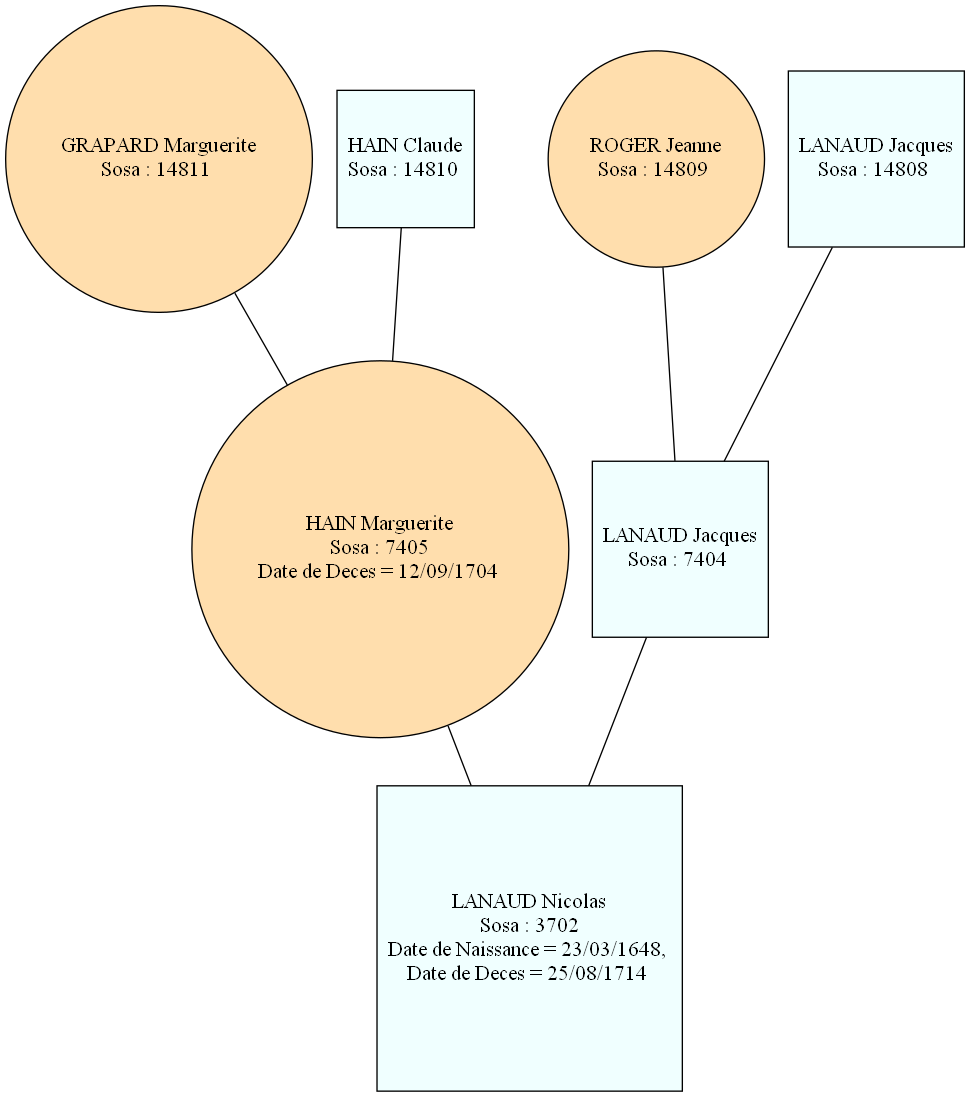 GRAPARD Marguerite
Sosa : 14811
HAIN Claude
Sosa : 14810
ROGER Jeanne
Sosa : 14809
LANAUD Jacques
Sosa : 14808
HAIN Marguerite
Sosa : 7405
Date de Deces = 12/09/1704
LANAUD Jacques
Sosa : 7404
LANAUD Nicolas
Sosa : 3702
Date de Naissance = 23/03/1648,
Date de Deces = 25/08/1714